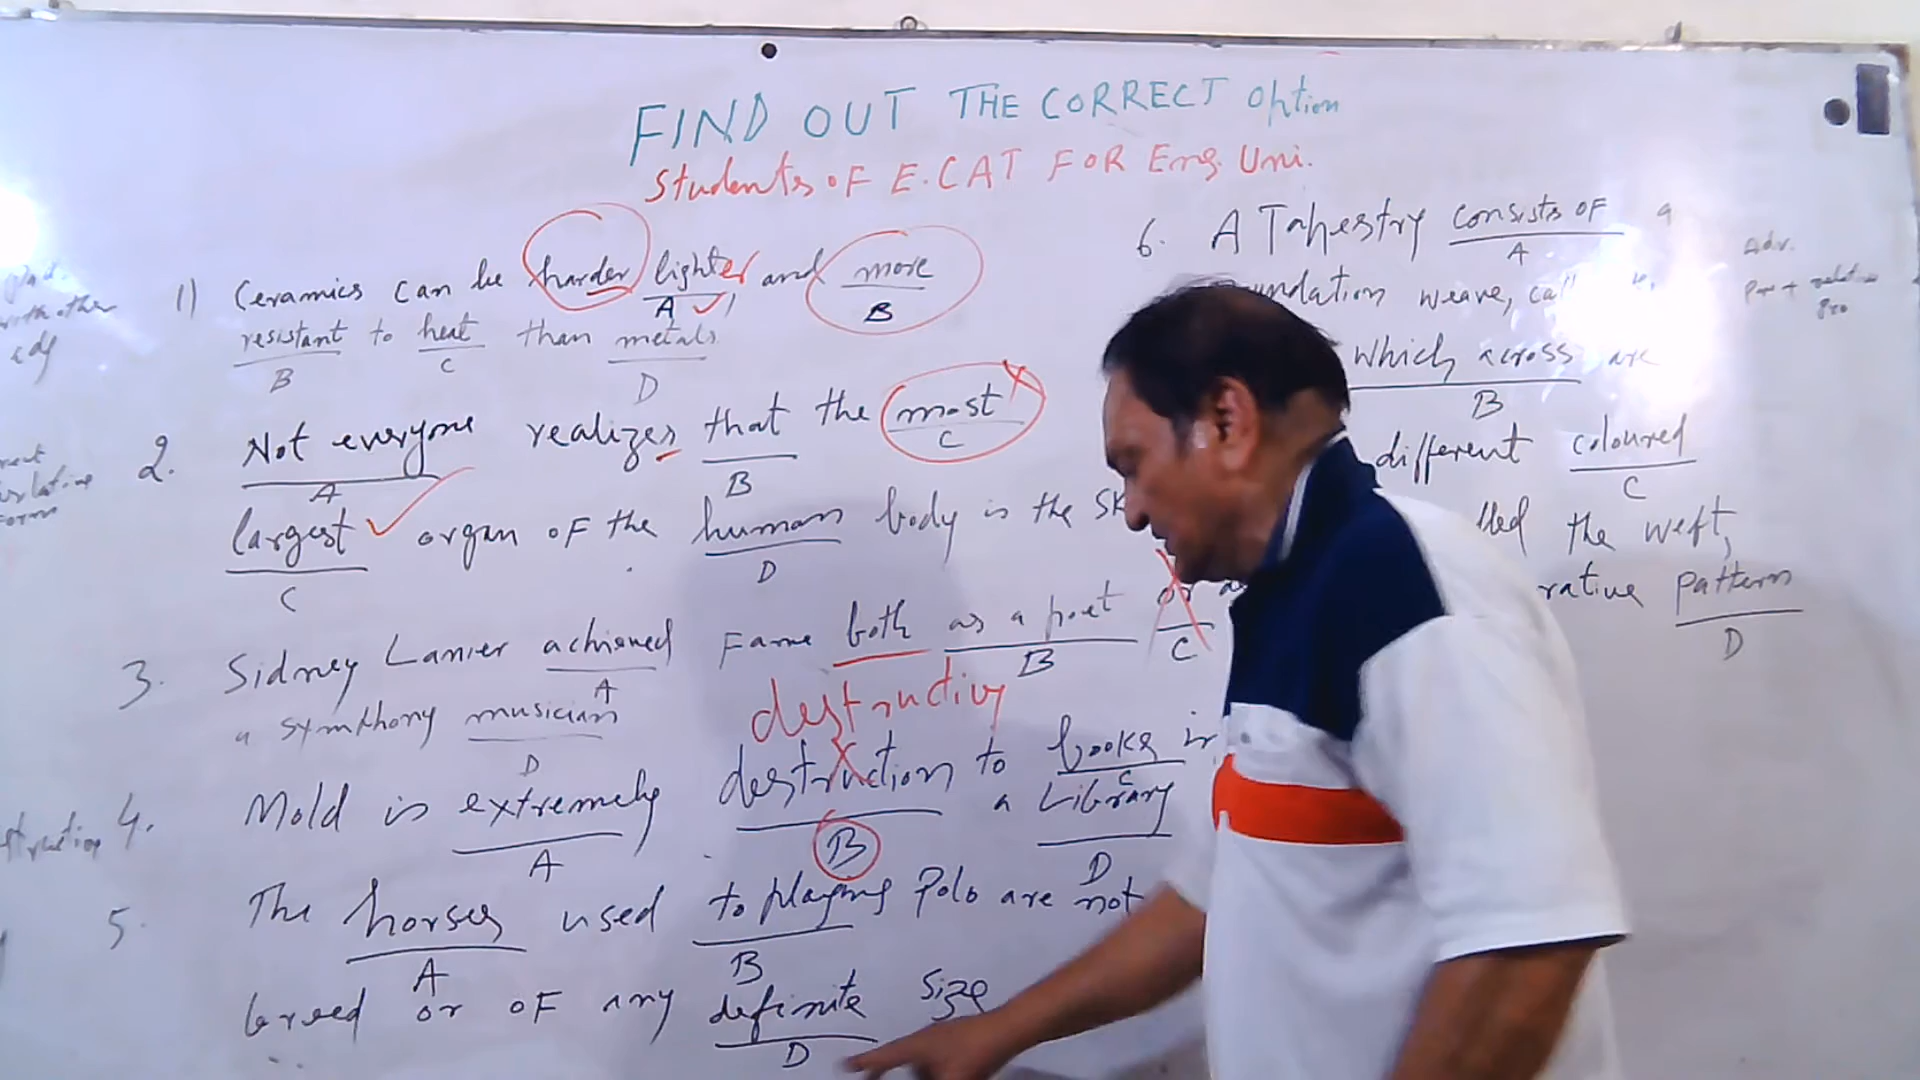 FIND OUT THE CORRECT Option
Students OF E.CAT FOR Eng. Uni.
1) Ceramics can be harder lighter and more
A B
resistant to heat than metals
B C D
2. Not everyone realizes that the most
A B C
largest organ OF the human body is the
C D
3. Sidney Lanier achieved Fame both as a poet or
A B C
a symphony musician
D
destructiv
4. Mold is extremely destruction to books in
A B C
a Library
D
5. The horses used to playing Polo are not
A B
breed or OF any definite size
D
6. A Tapestry consists OF a
A
weave,
which across are
B
different coloured
C
the weft,
pattern
D
Adv.
adj